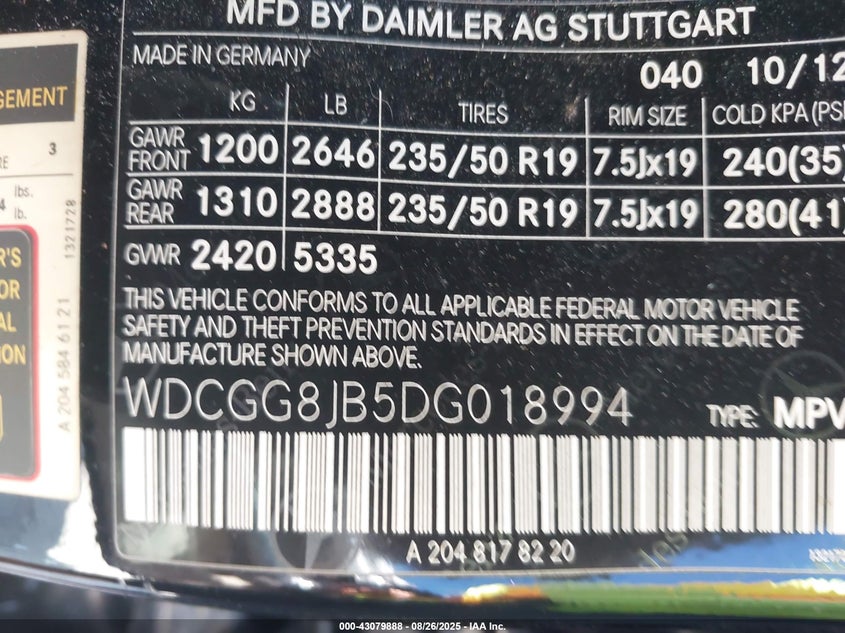 MFD BY DAIMLER AG STUTTGART
MADE IN GERMANY
040 10/12
KG LB TIRES RIM SIZE COLD KPA (PSI
GAWR FRONT 1200 2646 235/50 R19 7.5Jx19 240(35)
GAWR REAR 1310 2888 235/50 R19 7.5Jx19 280(41)
GVWR 2420 5335
THIS VEHICLE CONFORMS TO ALL APPLICABLE FEDERAL MOTOR VEHICLE
SAFETY AND THEFT PREVENTION STANDARDS IN EFFECT ON THE DATE OF
MANUFACTURE SHOWN ABOVE.
WDCGG8JB5DG018994 TYPE: MPV
A 204 817 82 20
GEMENT
3
lbs.
4 lb.
1321728
A 204 584 61 21
000-43079888 - 08/26/2025 - IAA Inc.